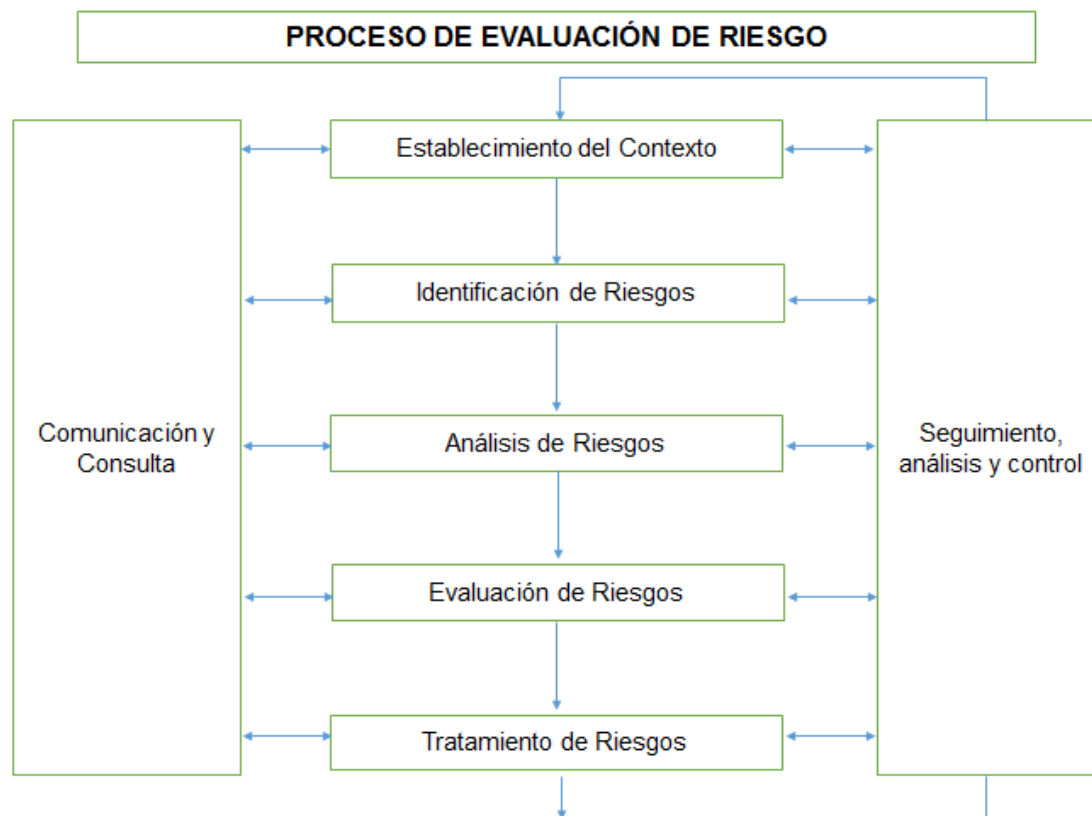 PROCESO DE EVALUACIÓN DE RIESGO
Establecimiento del Contexto
Identificación de Riesgos
Comunicación y
Consulta
Análisis de Riesgos
Seguimiento,
análisis y control
Evaluación de Riesgos
Tratamiento de Riesgos